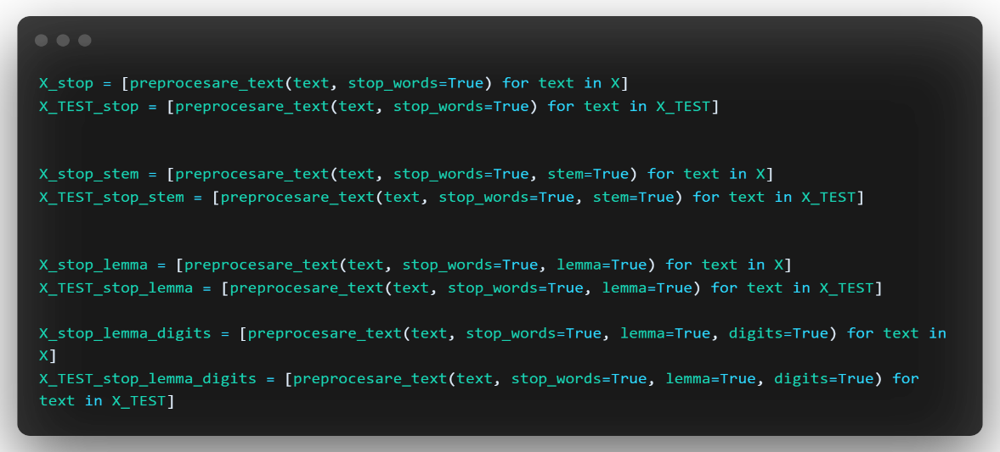 X_stop = [preprocesare_text(text, stop_words=True) for text in X]
X_TEST_stop = [preprocesare_text(text, stop_words=True) for text in X_TEST]
X_stop_stem = [preprocesare_text(text, stop_words=True, stem=True) for text in X]
X_TEST_stop_stem = [preprocesare_text(text, stop_words=True, stem=True) for text in X_TEST]
X_stop_lemma = [preprocesare_text(text, stop_words=True, lemma=True) for text in X]
X_TEST_stop_lemma = [preprocesare_text(text, stop_words=True, lemma=True) for text in X_TEST]
X_stop_lemma_digits = [preprocesare_text(text, stop_words=True, lemma=True, digits=True) for text in
X]
X_TEST_stop_lemma_digits = [preprocesare_text(text, stop_words=True, lemma=True, digits=True) for
text in X_TEST]